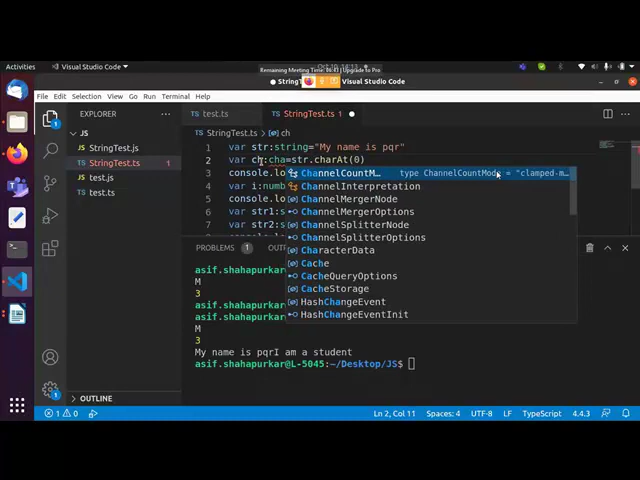 Activities
Visual Studio Code
Remaining Meeting Time: | Upgrade to Pro
Visual Studio Code
File Edit Selection View Go Run Terminal Help
EXPLORER
test.ts
StringTest.ts 1
JS
StringTest.ts
ch
StringTest.js
StringTest.ts 1
test.js
test.ts
1 var str:string="My name is pqr"
2 var ch:cha=str.charAt(0)
3 console.lo
4 var i:numb
5 console.lo
6 var str1:s
7 var str2:s
ChannelCountM… type ChannelCountMode = "clamped-m…
ChannelInterpretation
ChannelMergerNode
ChannelMergerOptions
ChannelSplitterNode
ChannelSplitterOptions
CharacterData
Cache
CacheQueryOptions
CacheStorage
HashChangeEvent
HashChangeEventInit
PROBLEMS 1 OUT
asif.shahapurkar
M
3
asif.shahapurkar
M
3
My name is pqrI am a student
asif.shahapurkar@L-5045:~/Desktop/JS$
OUTLINE
1 0
Ln 2, Col 11 Spaces: 4 UTF-8 LF TypeScript 4.4.3